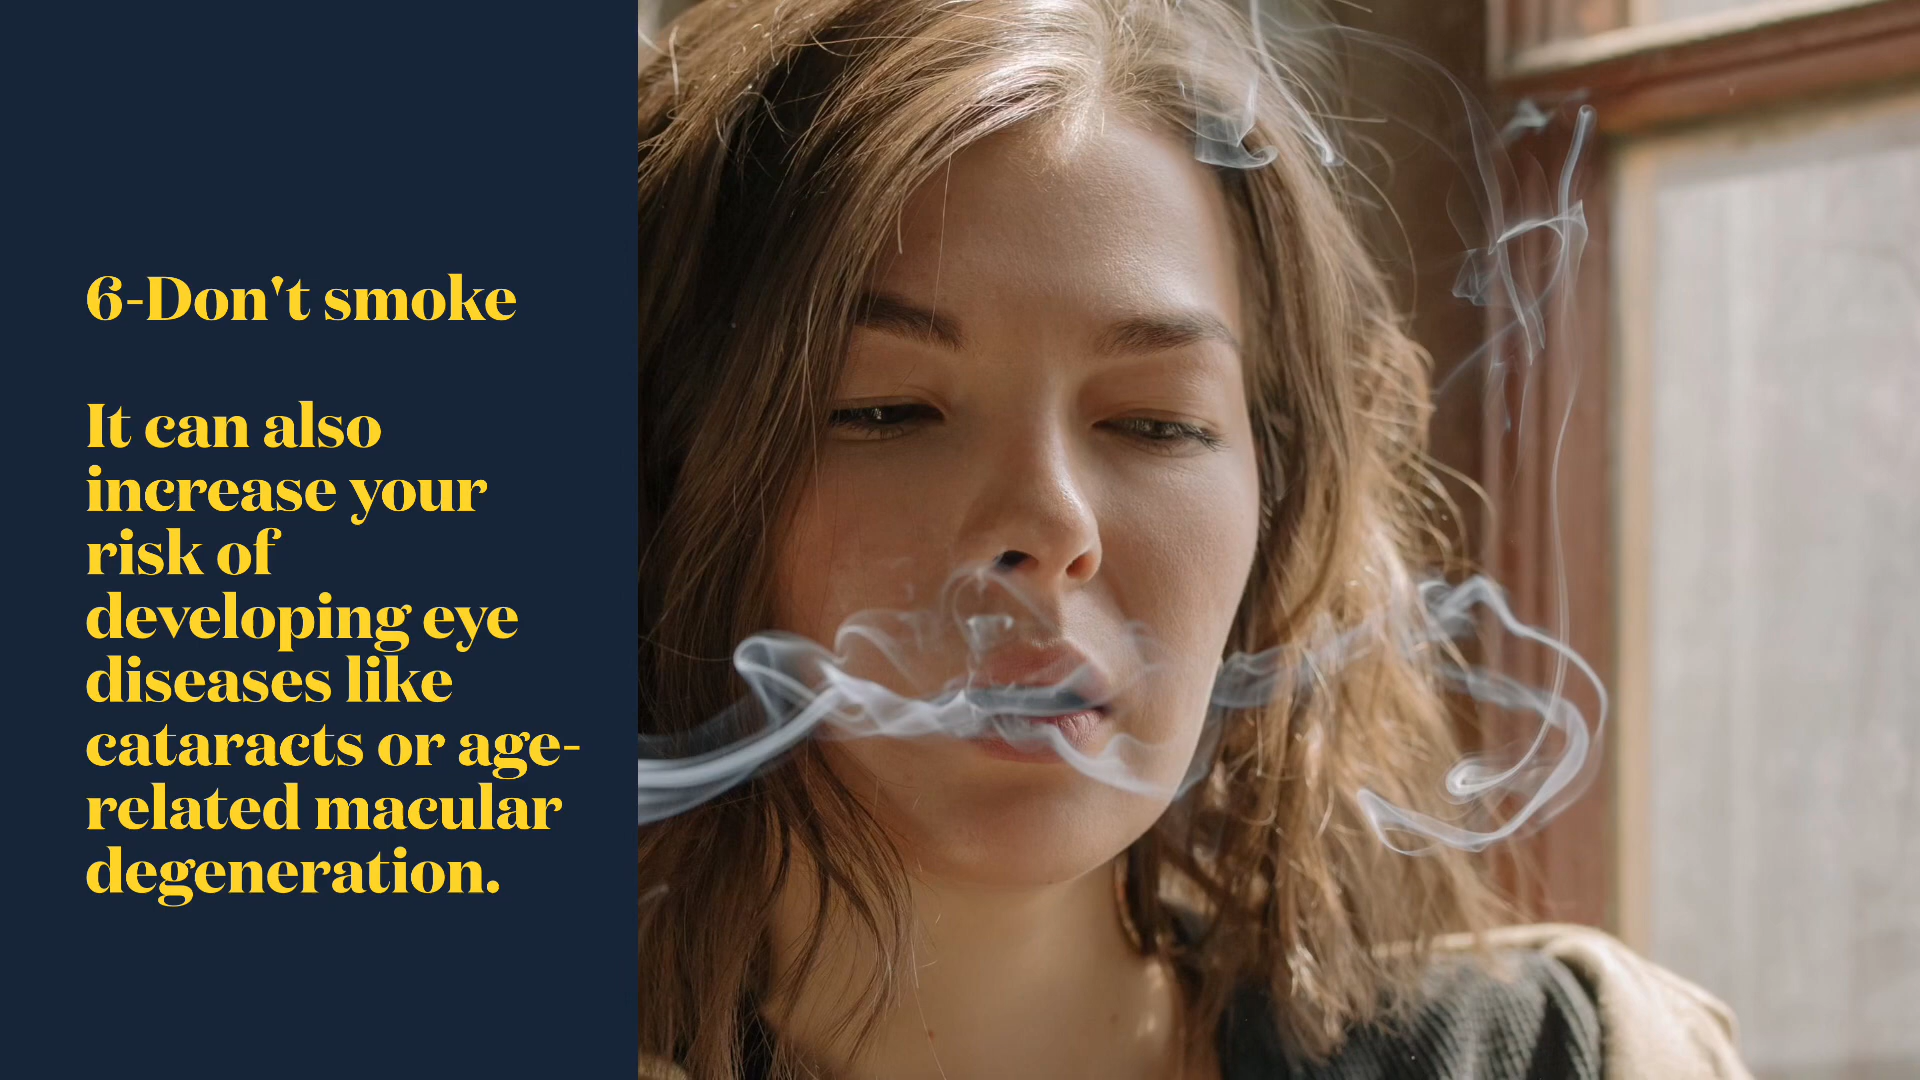 6-Don't smoke
It can also
increase your
risk of
developing eye
diseases like
cataracts or age-
related macular
degeneration.